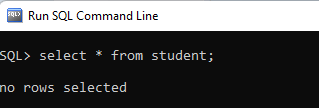 Run SQL Command Line
SQL> select * from student;
no rows selected